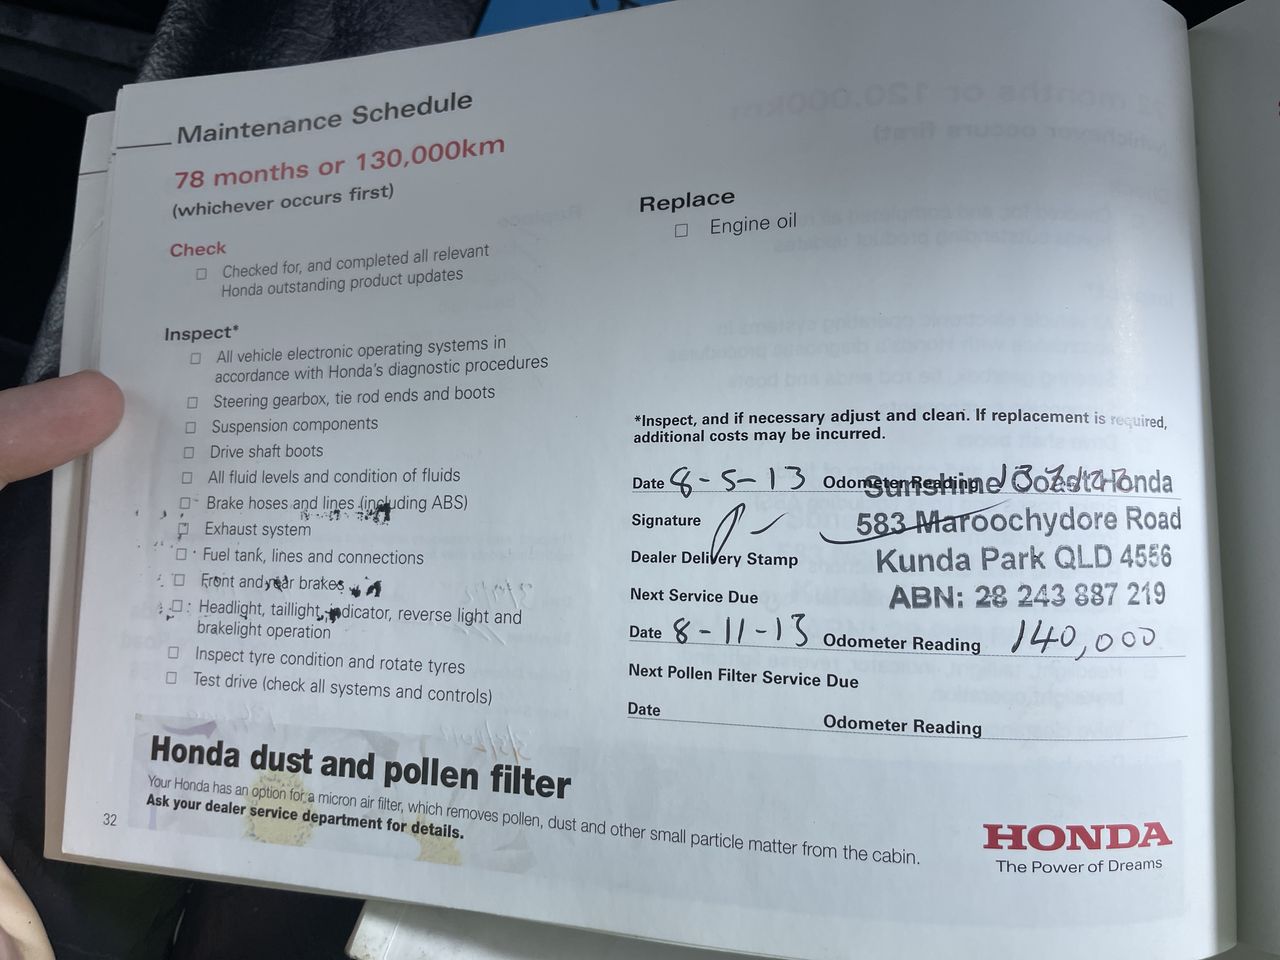 Maintenance Schedule
78 months or 130,000km
(whichever occurs first)
Check
Checked for, and completed all relevant
Honda outstanding product updates
Inspect*
All vehicle electronic operating systems in
accordance with Honda's diagnostic procedures
Steering gearbox, tie rod ends and boots
Suspension components
Drive shaft boots
All fluid levels and condition of fluids
Brake hoses and lines (including ABS)
Exhaust system
Fuel tank, lines and connections
Front and rear brakes
Headlight, taillight, indicator, reverse light and
brakelight operation
Inspect tyre condition and rotate tyres
Test drive (check all systems and controls)
Replace
Engine oil
*Inspect, and if necessary adjust and clean. If replacement is required,
additional costs may be incurred.
Date 8-5-13 Odometer Reading
Sunshine Coast Honda
Signature
583 Maroochydore Road
Dealer Delivery Stamp
Kunda Park QLD 4556
Next Service Due
ABN: 28 243 887 219
Date 8-11-13 Odometer Reading 140,000
Next Pollen Filter Service Due
Date Odometer Reading
Honda dust and pollen filter
Your Honda has an option for a micron air filter, which removes pollen, dust and other small particle matter from the cabin.
Ask your dealer service department for details.
32
HONDA
The Power of Dreams